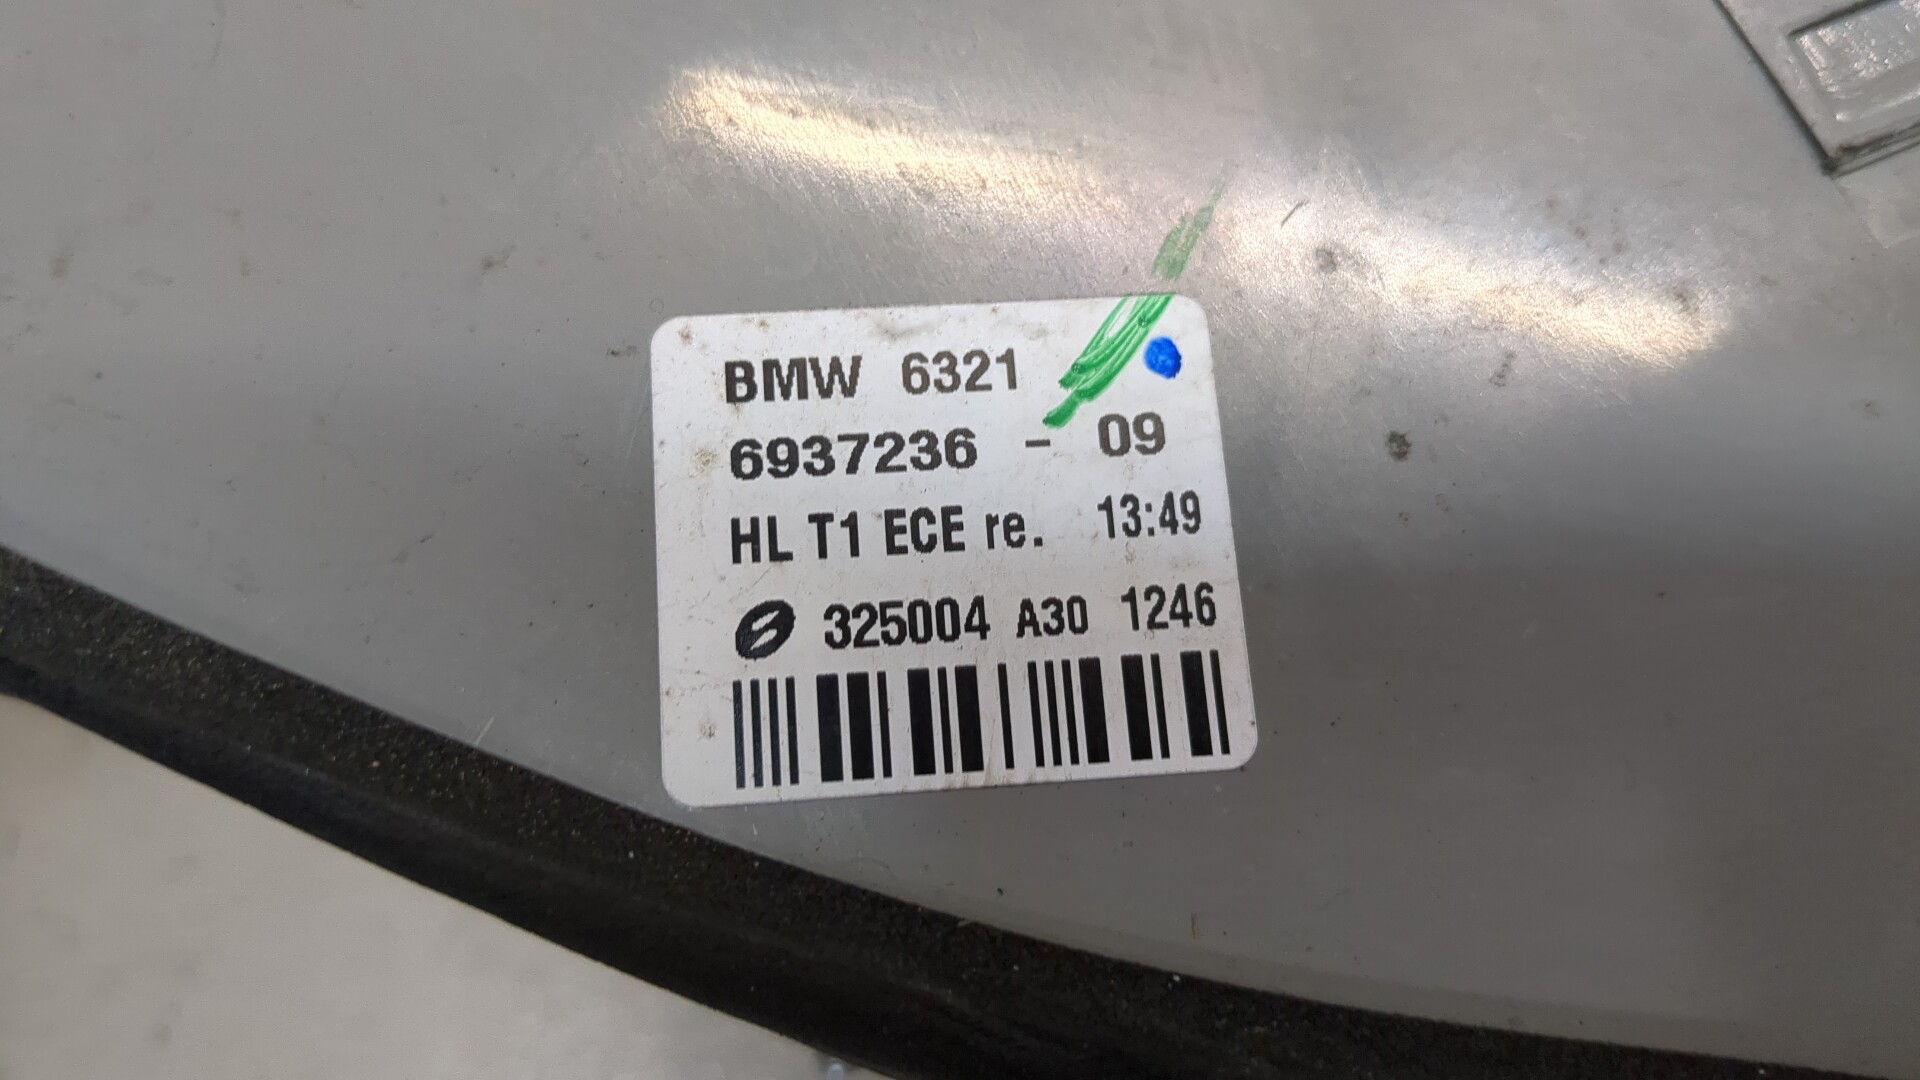 BMW 6321
6937236 - 09
HL T1 ECE re. 13:49
325004 A30 1246